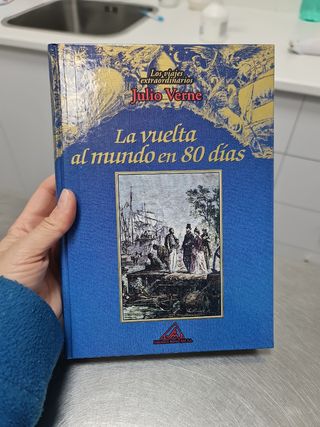 Los viajes
extraordinarios
Julio Verne
La vuelta
al mundo en 80 días